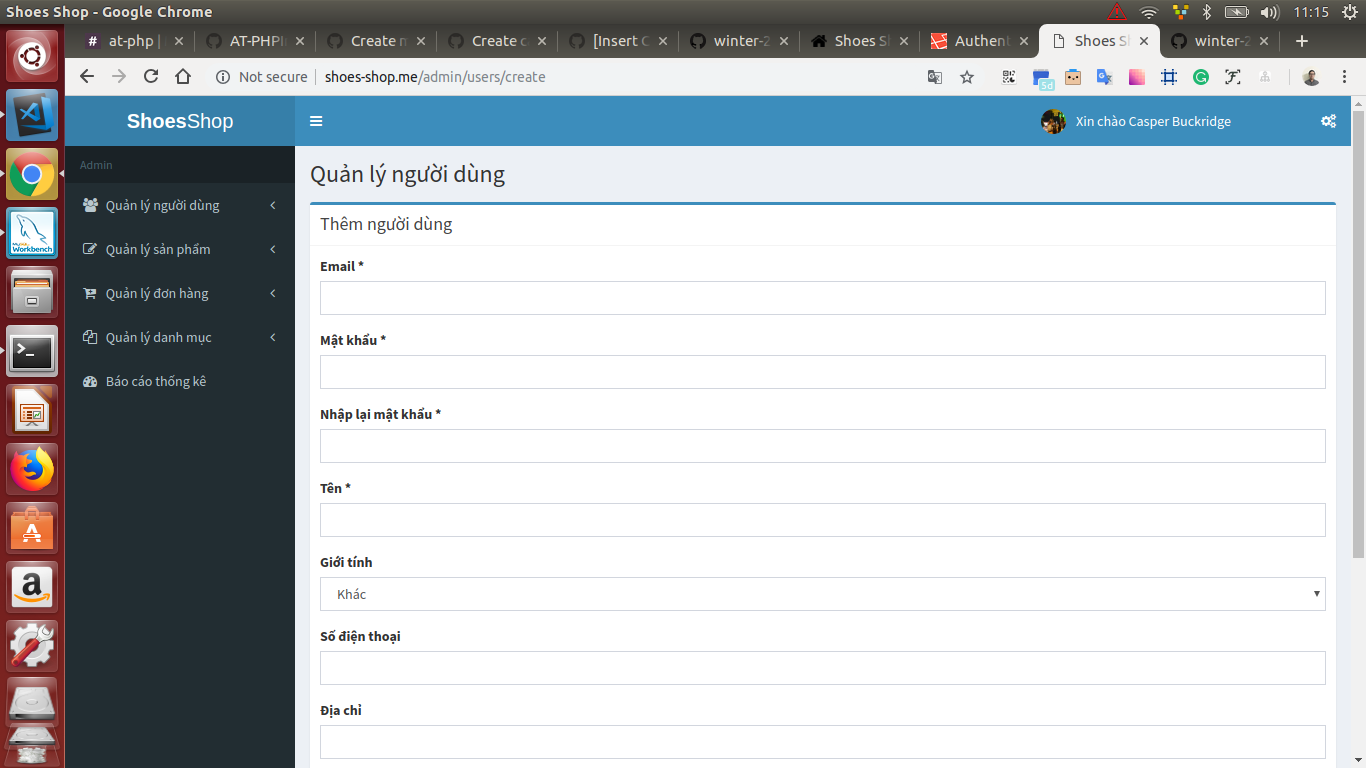 Shoes Shop - Google Chrome
11:15
at-php |
AT-PHPI
Create m
Create c
[Insert C
winter-2
Shoes S
Authent
Shoes S
winter-2
Not secure
shoes-shop.me/admin/users/create
Sd
ShoesShop
Xin chào Casper Buckridge
Admin
Quản lý người dùng
Quản lý sản phẩm
Quản lý đơn hàng
Quản lý danh mục
Báo cáo thống kê
Quản lý người dùng
Thêm người dùng
Email *
Mật khẩu *
Nhập lại mật khẩu *
Tên *
Giới tính
Khác
Số điện thoại
Địa chỉ
Workbench